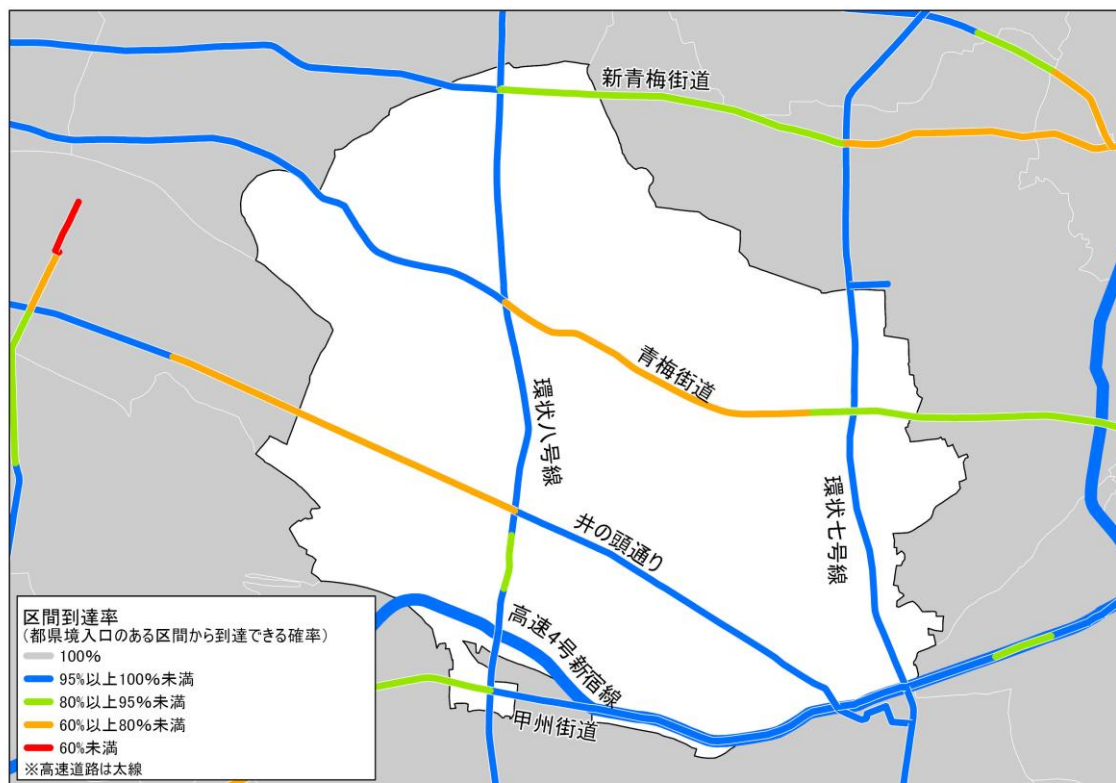 新青梅街道
青梅街道
環状八号線
環状七号線
井の頭通り
高速4号新宿線
甲州街道
区間到達率
(都県境入口のある区間から到達できる確率)
100%
95%以上100%未満
80%以上95%未満
60%以上80%未満
60%未満
※高速道路は太線